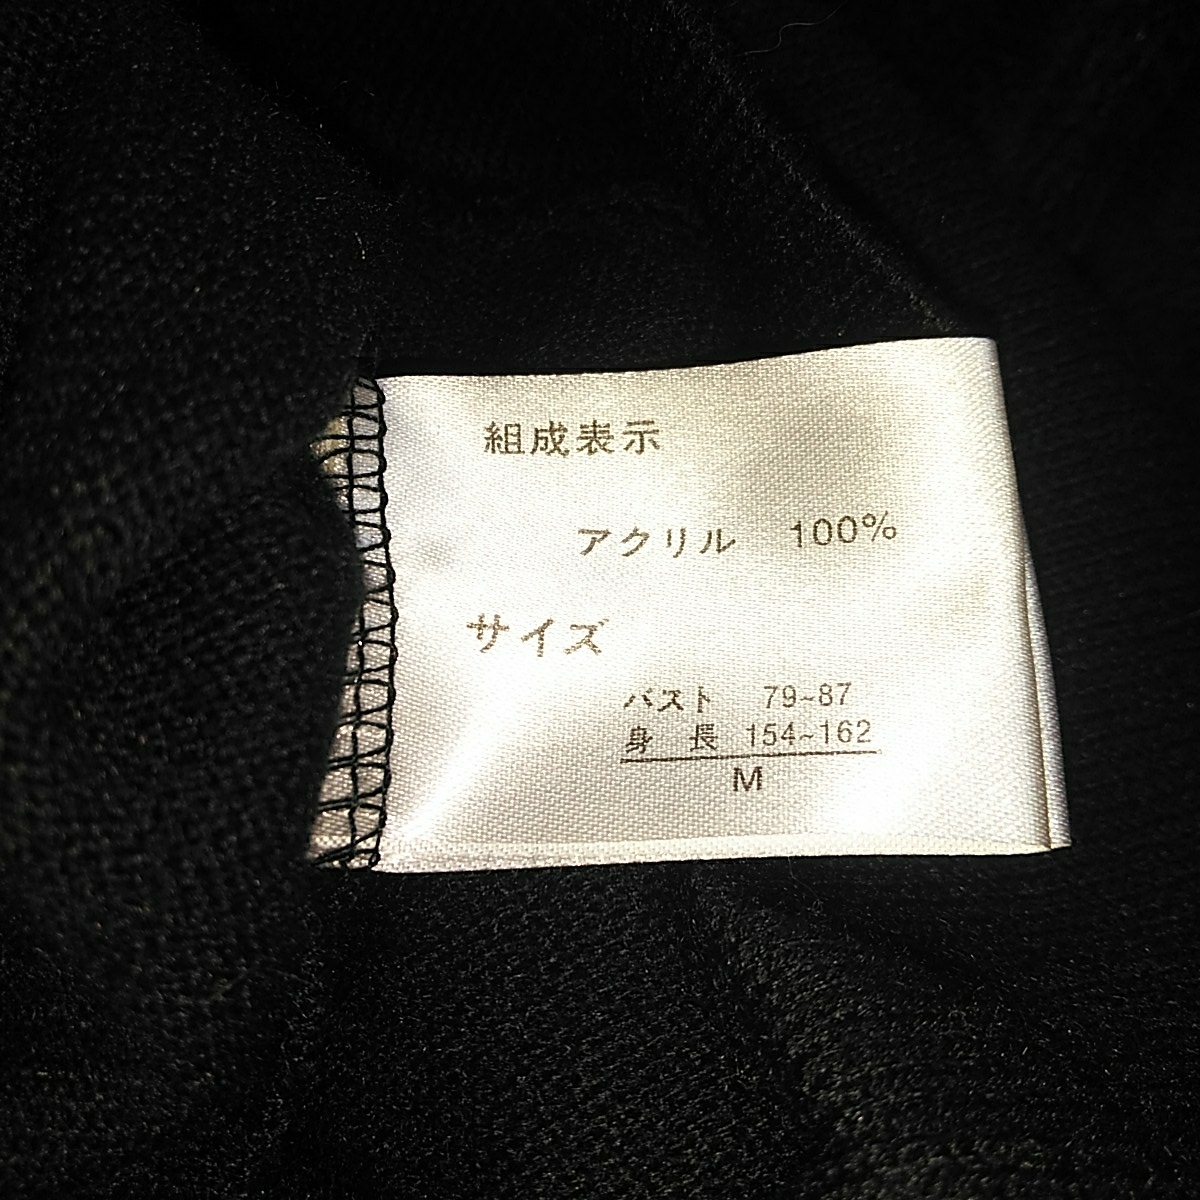 組成表示
アクリル 100%
サイズ
バスト 79~87
身長 154~162
M